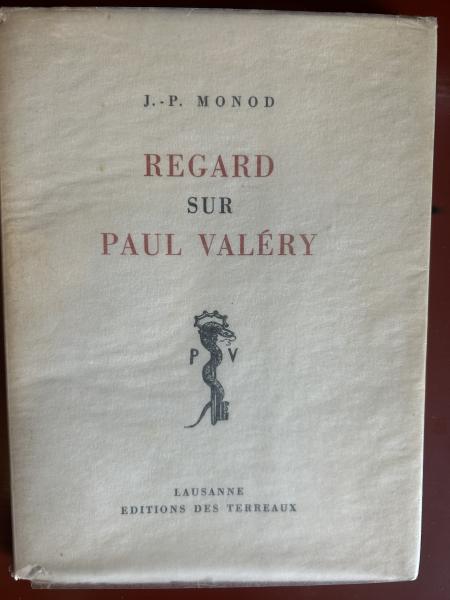 J.-P. MONOD
REGARD
SUR
PAUL VALÉRY
P V
LAUSANNE
EDITIONS DES TERREAUX